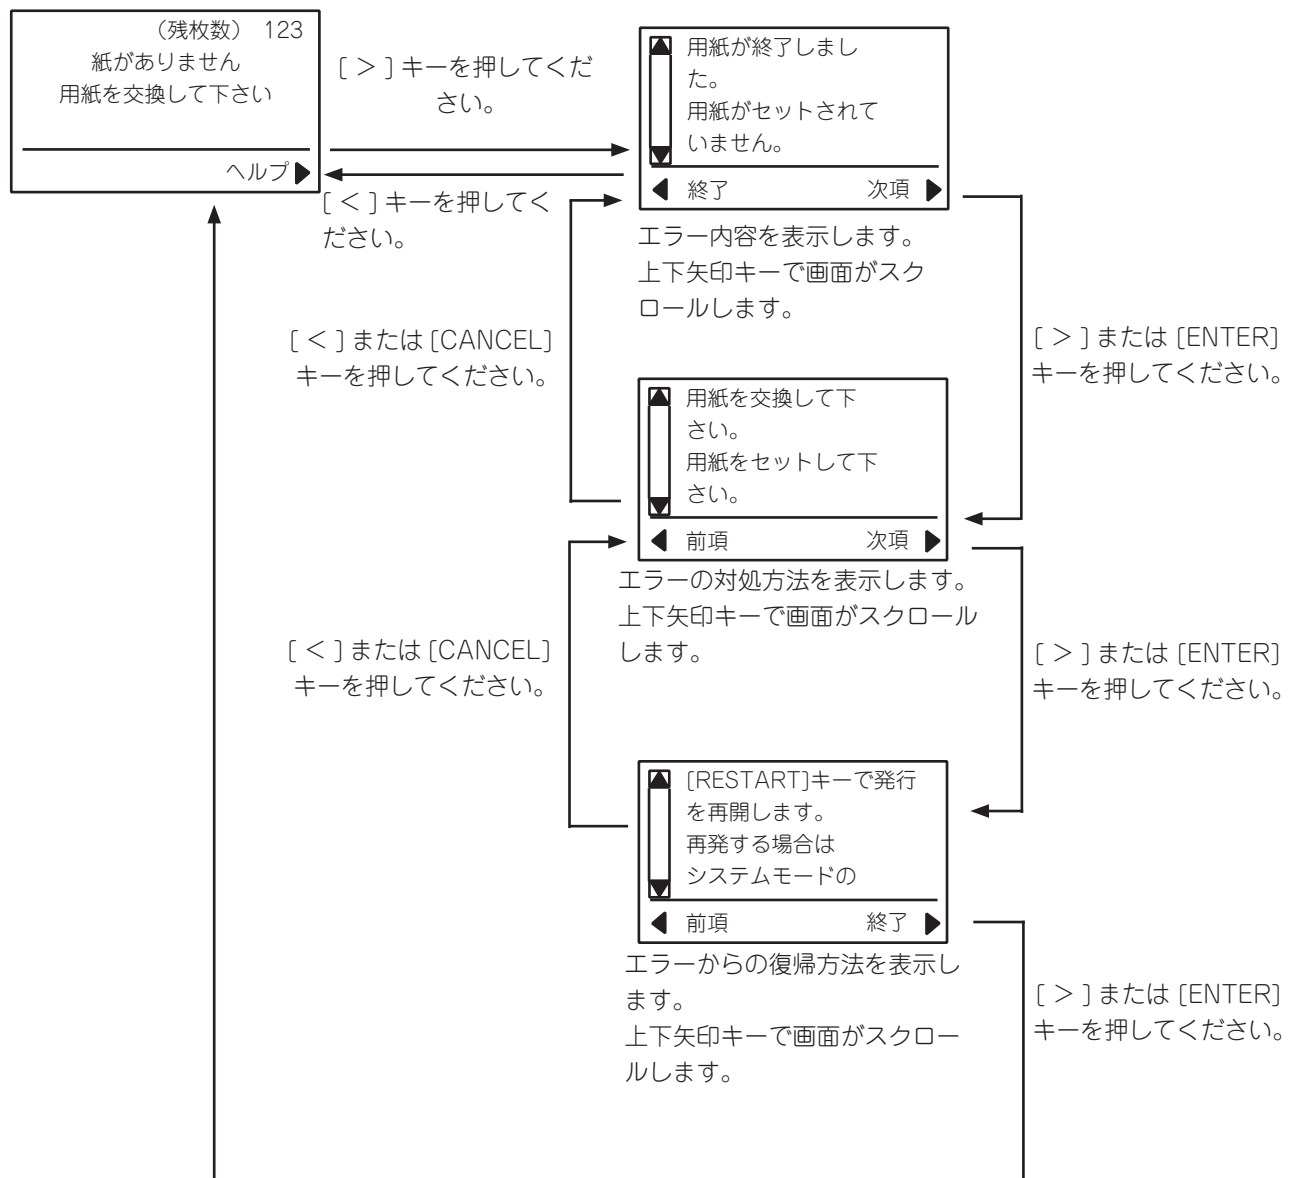 （残枚数） 123
紙がありません
用紙を交換して下さい
ヘルプ
[ ＞ ] キーを押してくだ
さい。
[ ＜ ] キーを押してく
ださい。
用紙が終了しまし
た。
用紙がセットされて
いません。
終了 次項
エラー内容を表示します。
上下矢印キーで画面がスク
ロールします。
[ ＜ ] または [CANCEL]
キーを押してください。
[ ＞ ] または [ENTER]
キーを押してください。
用紙を交換して下
さい。
用紙をセットして下
さい。
前項 次項
エラーの対処方法を表示します。
上下矢印キーで画面がスクロール
します。
[ ＜ ] または [CANCEL]
キーを押してください。
[ ＞ ] または [ENTER]
キーを押してください。
[RESTART]キーで発行
を再開します。
再発する場合は
システムモードの
前項 終了
エラーからの復帰方法を表示し
ます。
上下矢印キーで画面がスクロー
ルします。
[ ＞ ] または [ENTER]
キーを押してください。